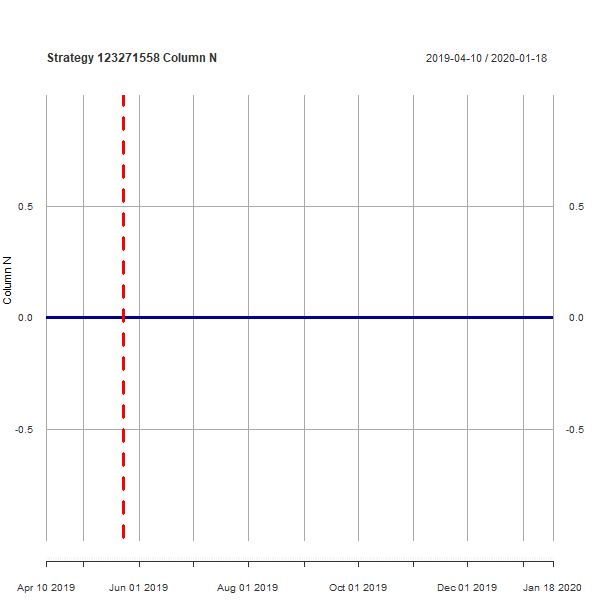 Strategy 123271558 Column N
2019-04-10 / 2020-01-18
0.5
0.5
Column N
0.0
0.0
-0.5
-0.5
Apr 10 2019
Jun 01 2019
Aug 01 2019
Oct 01 2019
Dec 01 2019
Jan 18 2020